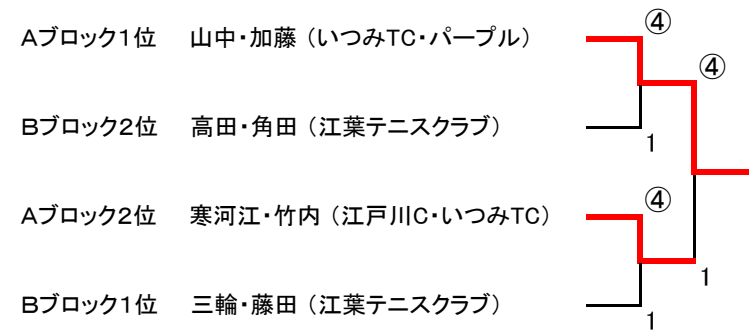 ④
Aブロック1位 山中・加藤 (いつみTC・パープル)
④
Bブロック2位 高田・角田 (江葉テニスクラブ)
1
④
Aブロック2位 寒河江・竹内 (江戸川C・いつみTC)
1
Bブロック1位 三輪・藤田 (江葉テニスクラブ)
1